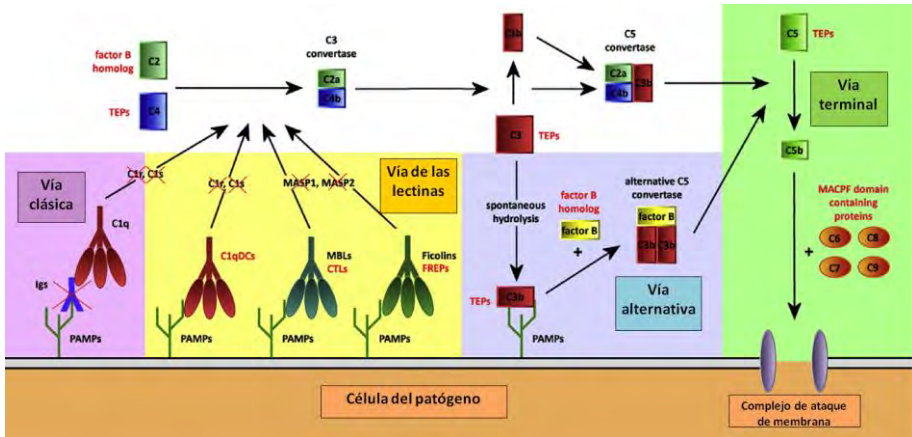 factor B
homolog
C2
TEPs
C4
C3
convertase
C2a
C4b
C3b
C3
TEPs
C5
convertase
C2a
C4b
C3b
C5
TEPs
Vía
terminal
C5b
MACPF domain
containing
proteins
+
C6
C8
C7
C9
Complejo de ataque
de membrana
Vía
clásica
C1r, C1s
C1q
Igs
PAMPs
Vía de las
lectinas
C1r, C1s
MASP1, MASP2
C1qDCs
MBLs
CTLs
Ficolins
FREPs
PAMPs
PAMPs
PAMPs
spontaneous
hydrolysis
factor B
homolog
factor B
+
alternative C5
convertase
factor B
C3b
C3b
TEPs
C3b
PAMPs
Vía
alternativa
Célula del patógeno